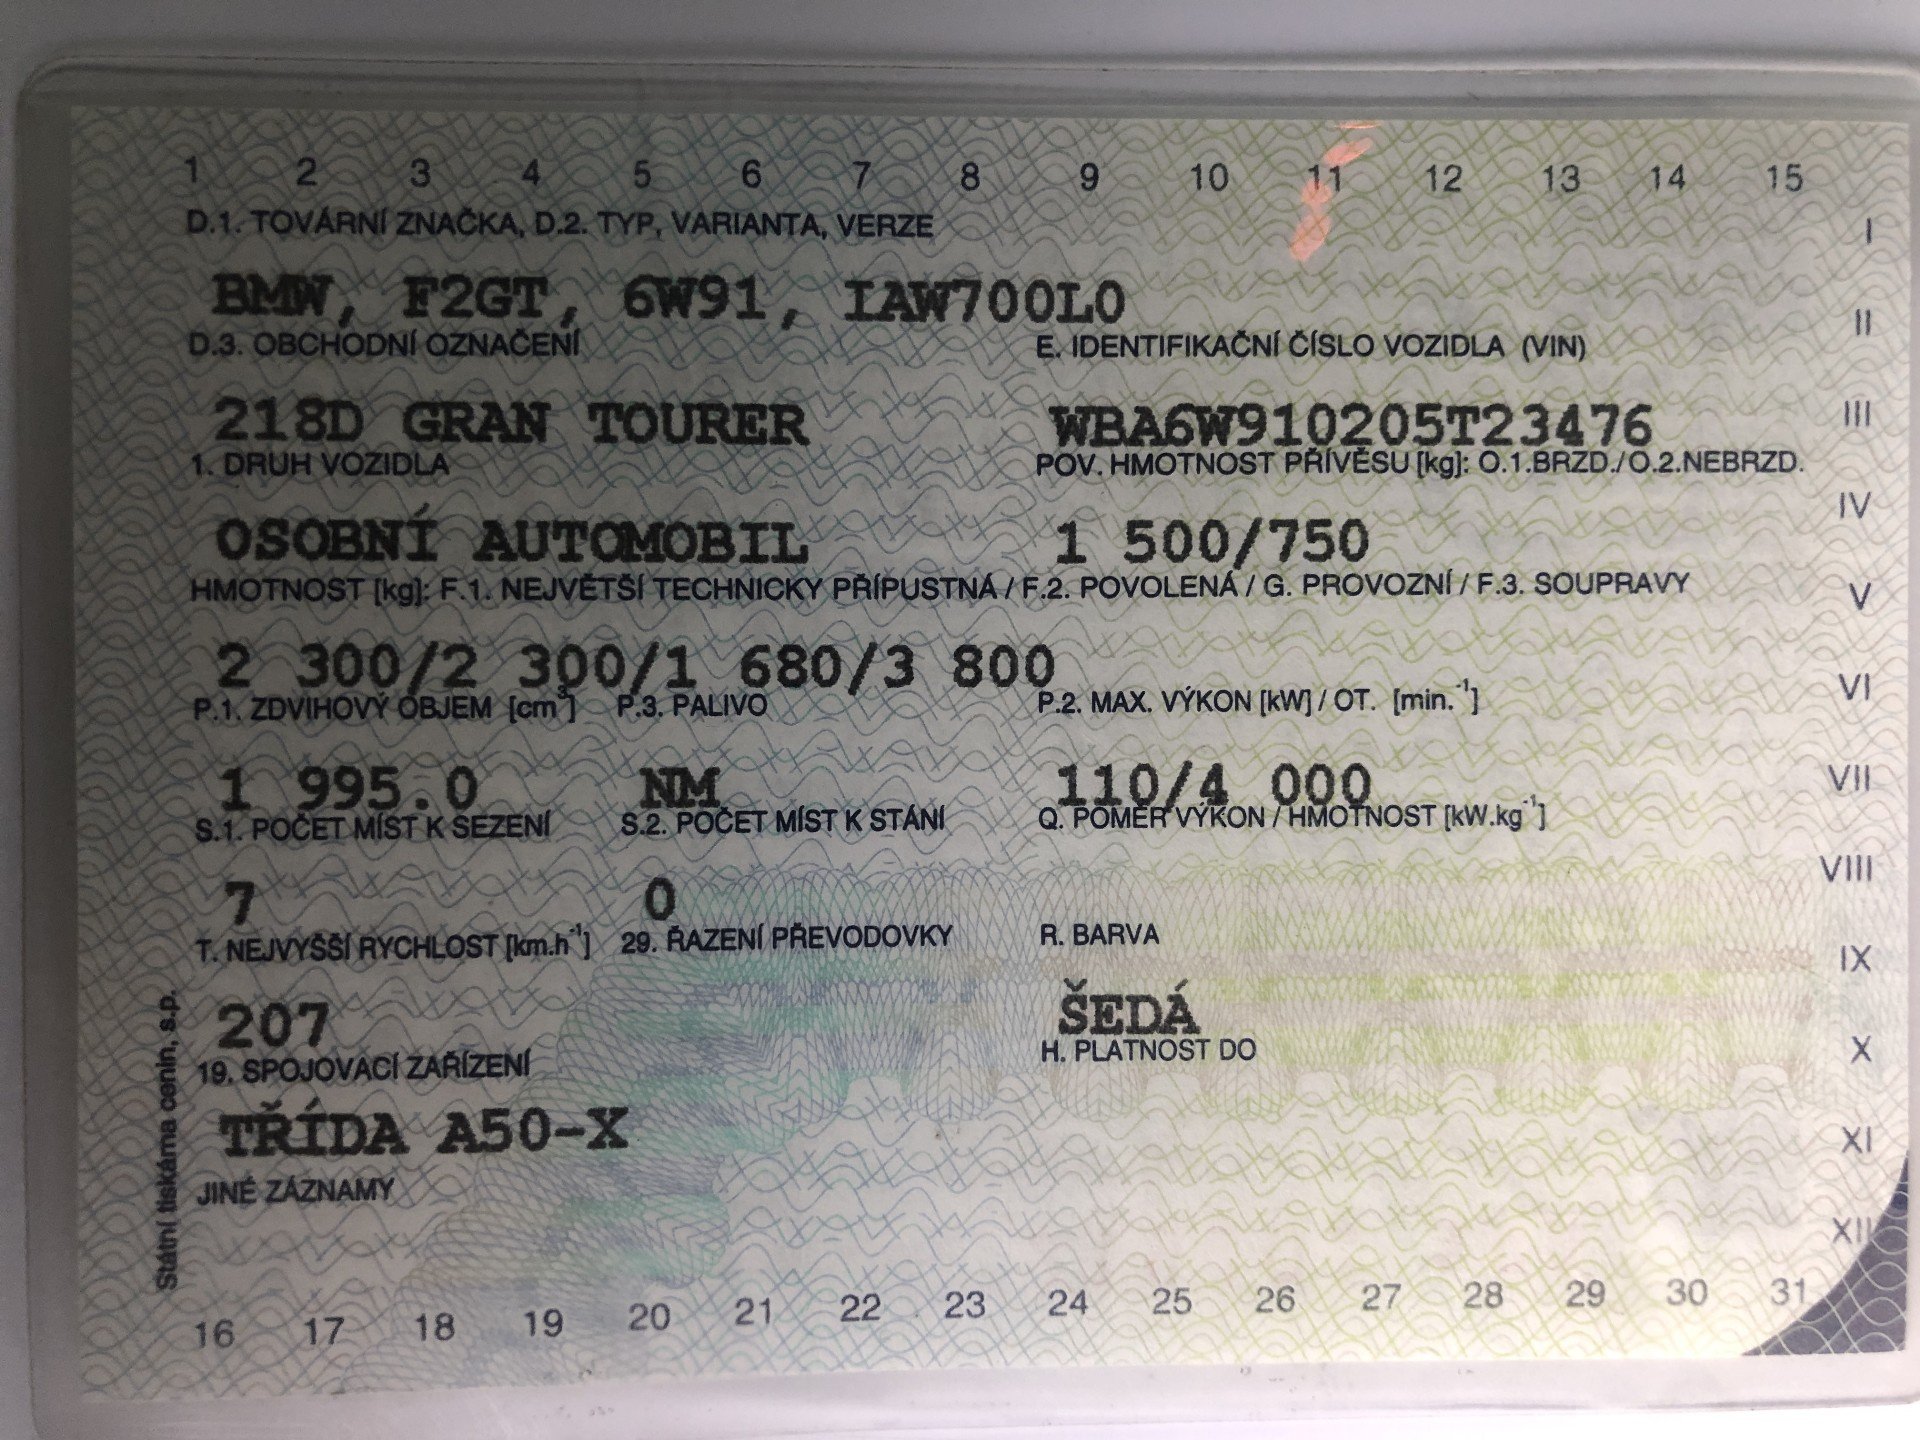 1 2 3 4 5 6 7 8 9 10 11 12 13 14 15
D.1. TOVÁRNÍ ZNAČKA, D.2. TYP, VARIANTA, VERZE
I
BMW, F2GT, 6W91, IAW700L0
II
D.3. OBCHODNÍ OZNAČENÍ E. IDENTIFIKAČNÍ ČÍSLO VOZIDLA (VIN)
218D GRAN TOURER WBA6W910205T23476
III
1. DRUH VOZIDLA POV. HMOTNOST PŘÍVĚSU [kg]: O.1.BRZD./O.2.NEBRZD.
IV
OSOBNÍ AUTOMOBIL 1 500/750
HMOTNOST [kg]: F.1. NEJVĚTŠÍ TECHNICKY PŘÍPUSTNÁ / F.2. POVOLENÁ / G. PROVOZNÍ / F.3. SOUPRAVY
V
2 300/2 300/1 680/3 800
VI
P.1. ZDVIHOVÝ OBJEM [cm³] P.3. PALIVO P.2. MAX. VÝKON [kW] / OT. [min.⁻¹]
1 995.0 NM 110/4 000
VII
S.1. POČET MÍST K SEZENÍ S.2. POČET MÍST K STÁNÍ Q. POMĚR VÝKON / HMOTNOST [kW.kg⁻¹]
VIII
7 0
T. NEJVYŠŠÍ RYCHLOST [km.h⁻¹] 29. ŘAZENÍ PŘEVODOVKY R. BARVA
IX
207 ŠEDÁ
19. SPOJOVACÍ ZAŘÍZENÍ H. PLATNOST DO
X
TŘÍDA A50-X
XI
JINÉ ZÁZNAMY
XII
Státní tiskárna cenin, s.p.
16 17 18 19 20 21 22 23 24 25 26 27 28 29 30 31